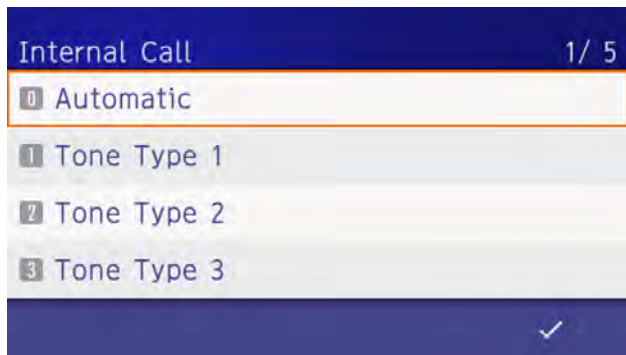 Internal Call 1/ 5
0 Automatic
1 Tone Type 1
2 Tone Type 2
3 Tone Type 3